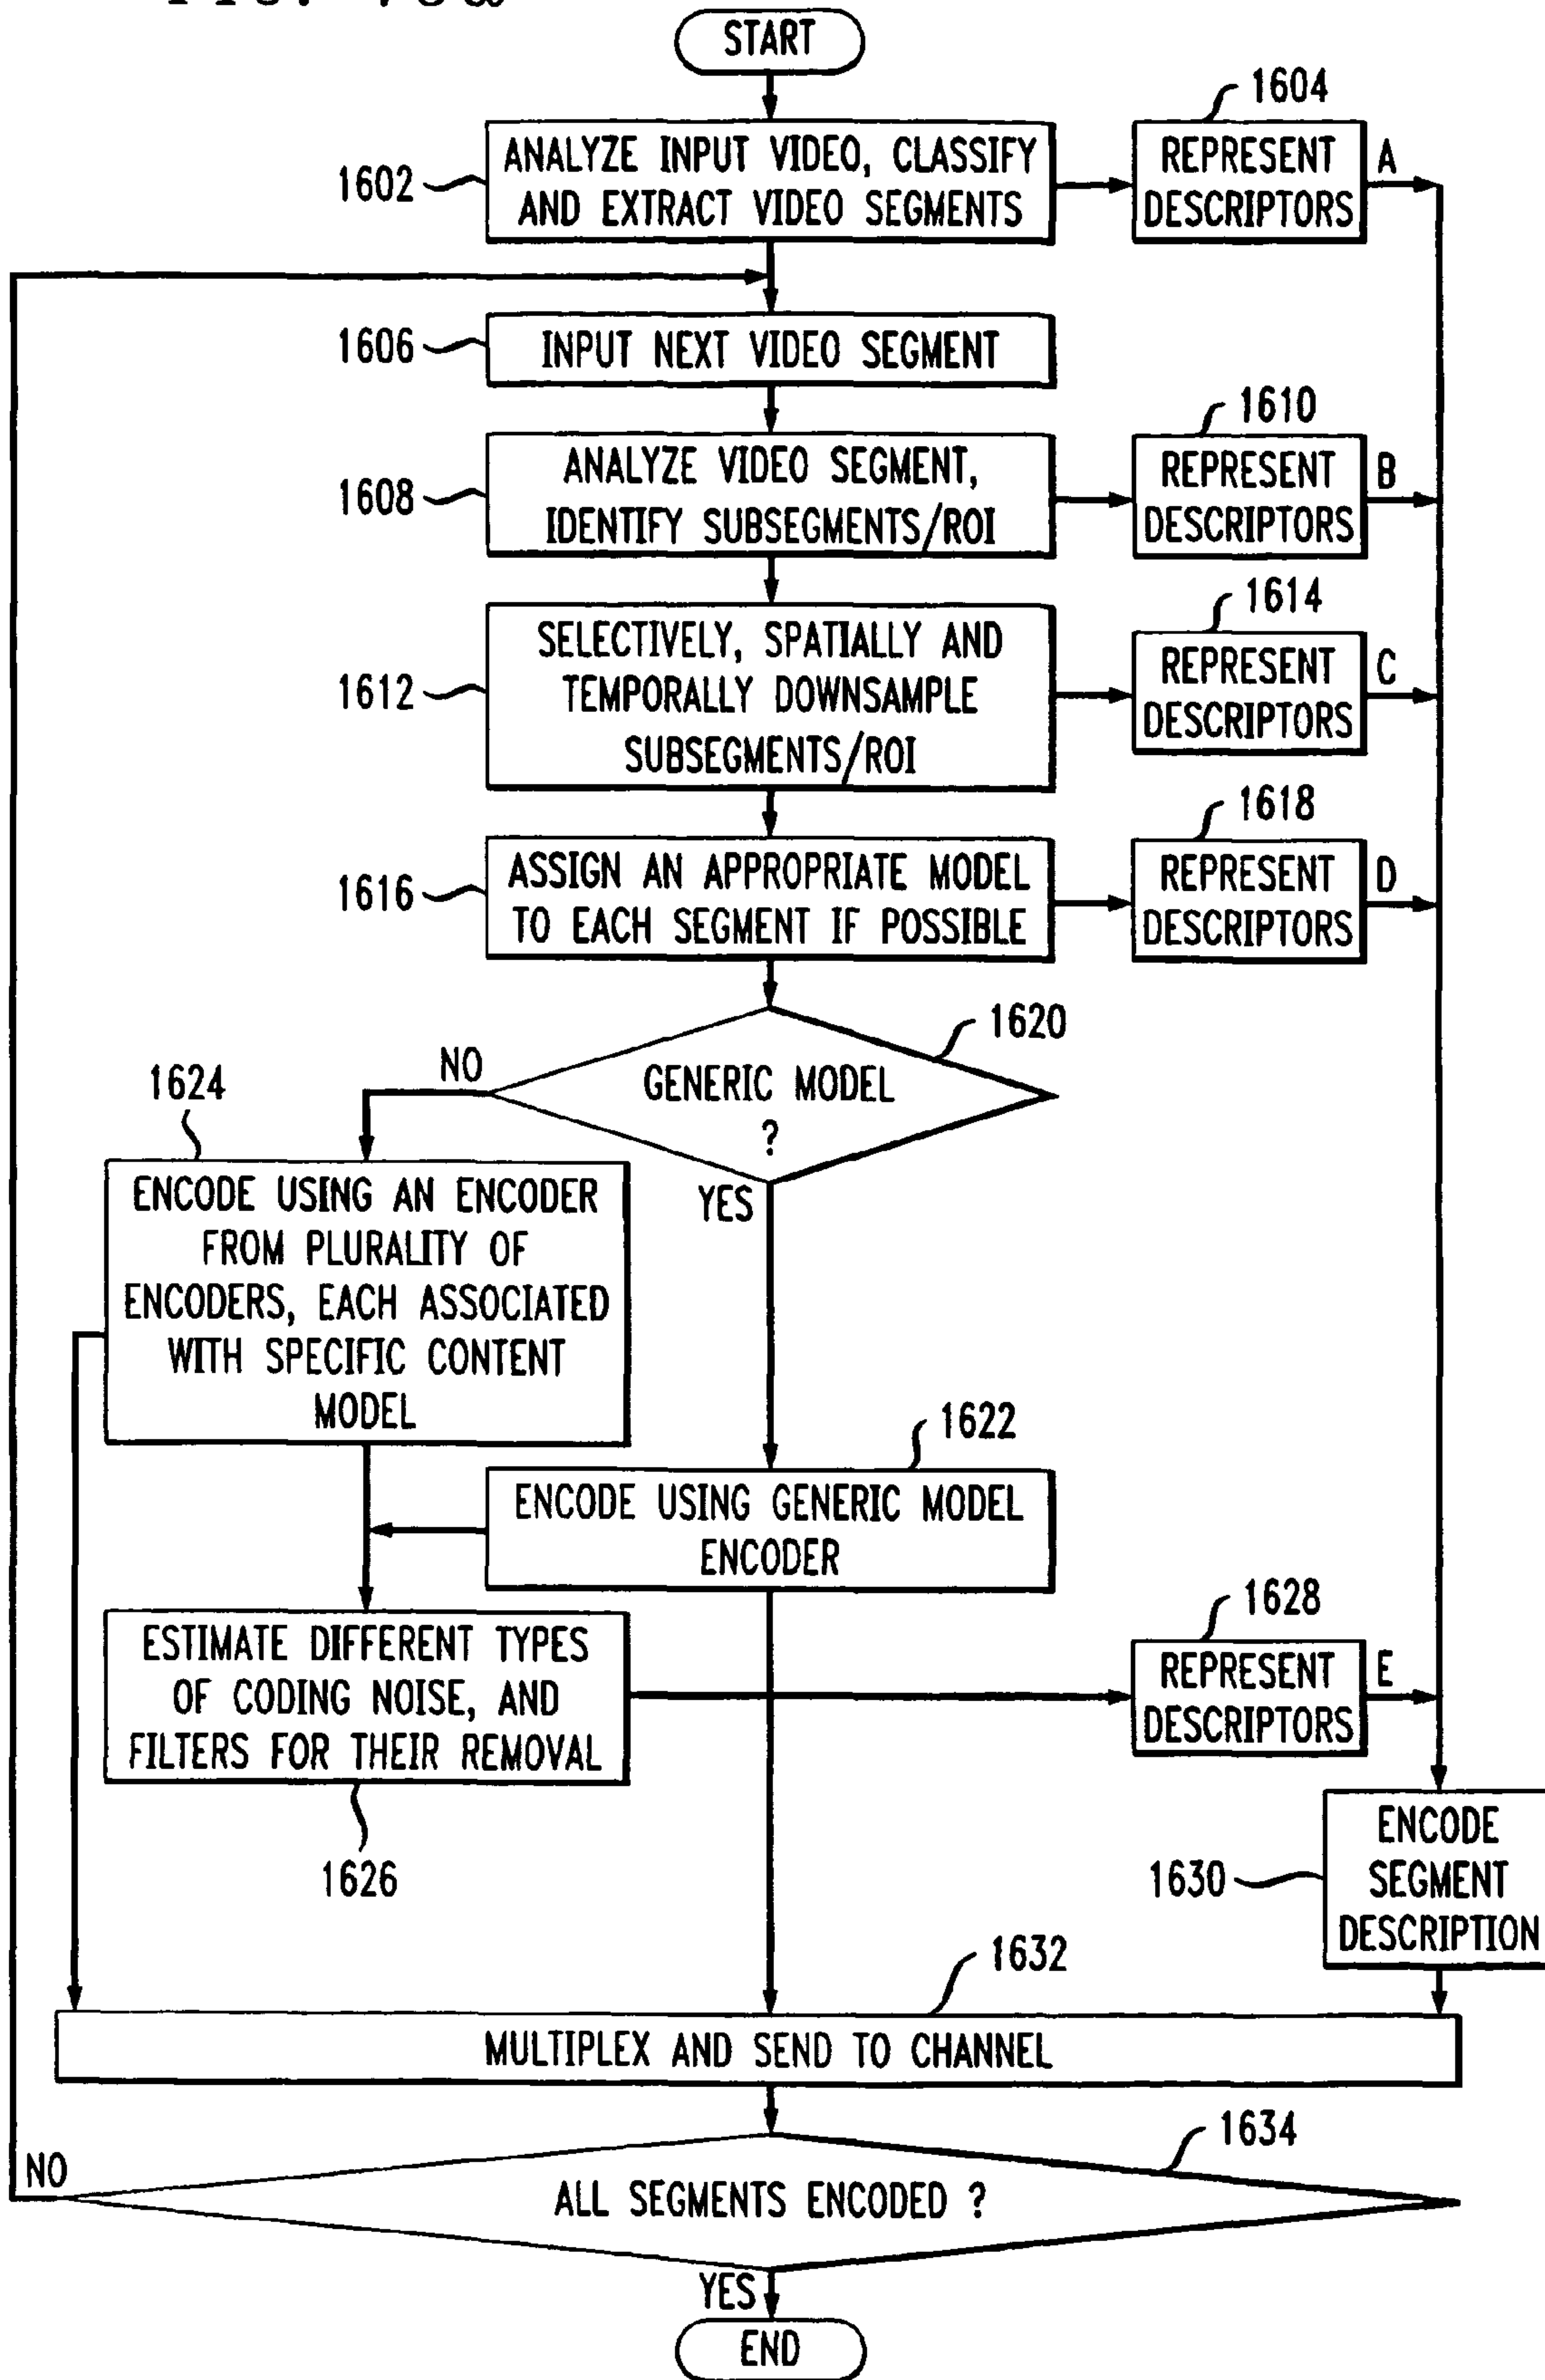 START
1604
ANALYZE INPUT VIDEO, CLASSIFY
AND EXTRACT VIDEO SEGMENTS
1602
REPRESENT
DESCRIPTORS
A
INPUT NEXT VIDEO SEGMENT
1606
1610
ANALYZE VIDEO SEGMENT,
IDENTIFY SUBSEGMENTS/ROI
1608
REPRESENT
DESCRIPTORS
B
1614
SELECTIVELY, SPATIALLY AND
TEMPORALLY DOWNSAMPLE
SUBSEGMENTS/ROI
1612
REPRESENT
DESCRIPTORS
C
1618
ASSIGN AN APPROPRIATE MODEL
TO EACH SEGMENT IF POSSIBLE
1616
REPRESENT
DESCRIPTORS
D
1620
GENERIC MODEL
?
NO
YES
1624
ENCODE USING AN ENCODER
FROM PLURALITY OF
ENCODERS, EACH ASSOCIATED
WITH SPECIFIC CONTENT
MODEL
1622
ENCODE USING GENERIC MODEL
ENCODER
1628
ESTIMATE DIFFERENT TYPES
OF CODING NOISE, AND
FILTERS FOR THEIR REMOVAL
1626
REPRESENT
DESCRIPTORS
E
ENCODE
SEGMENT
DESCRIPTION
1630
1632
MULTIPLEX AND SEND TO CHANNEL
1634
ALL SEGMENTS ENCODED ?
NO
YES
END